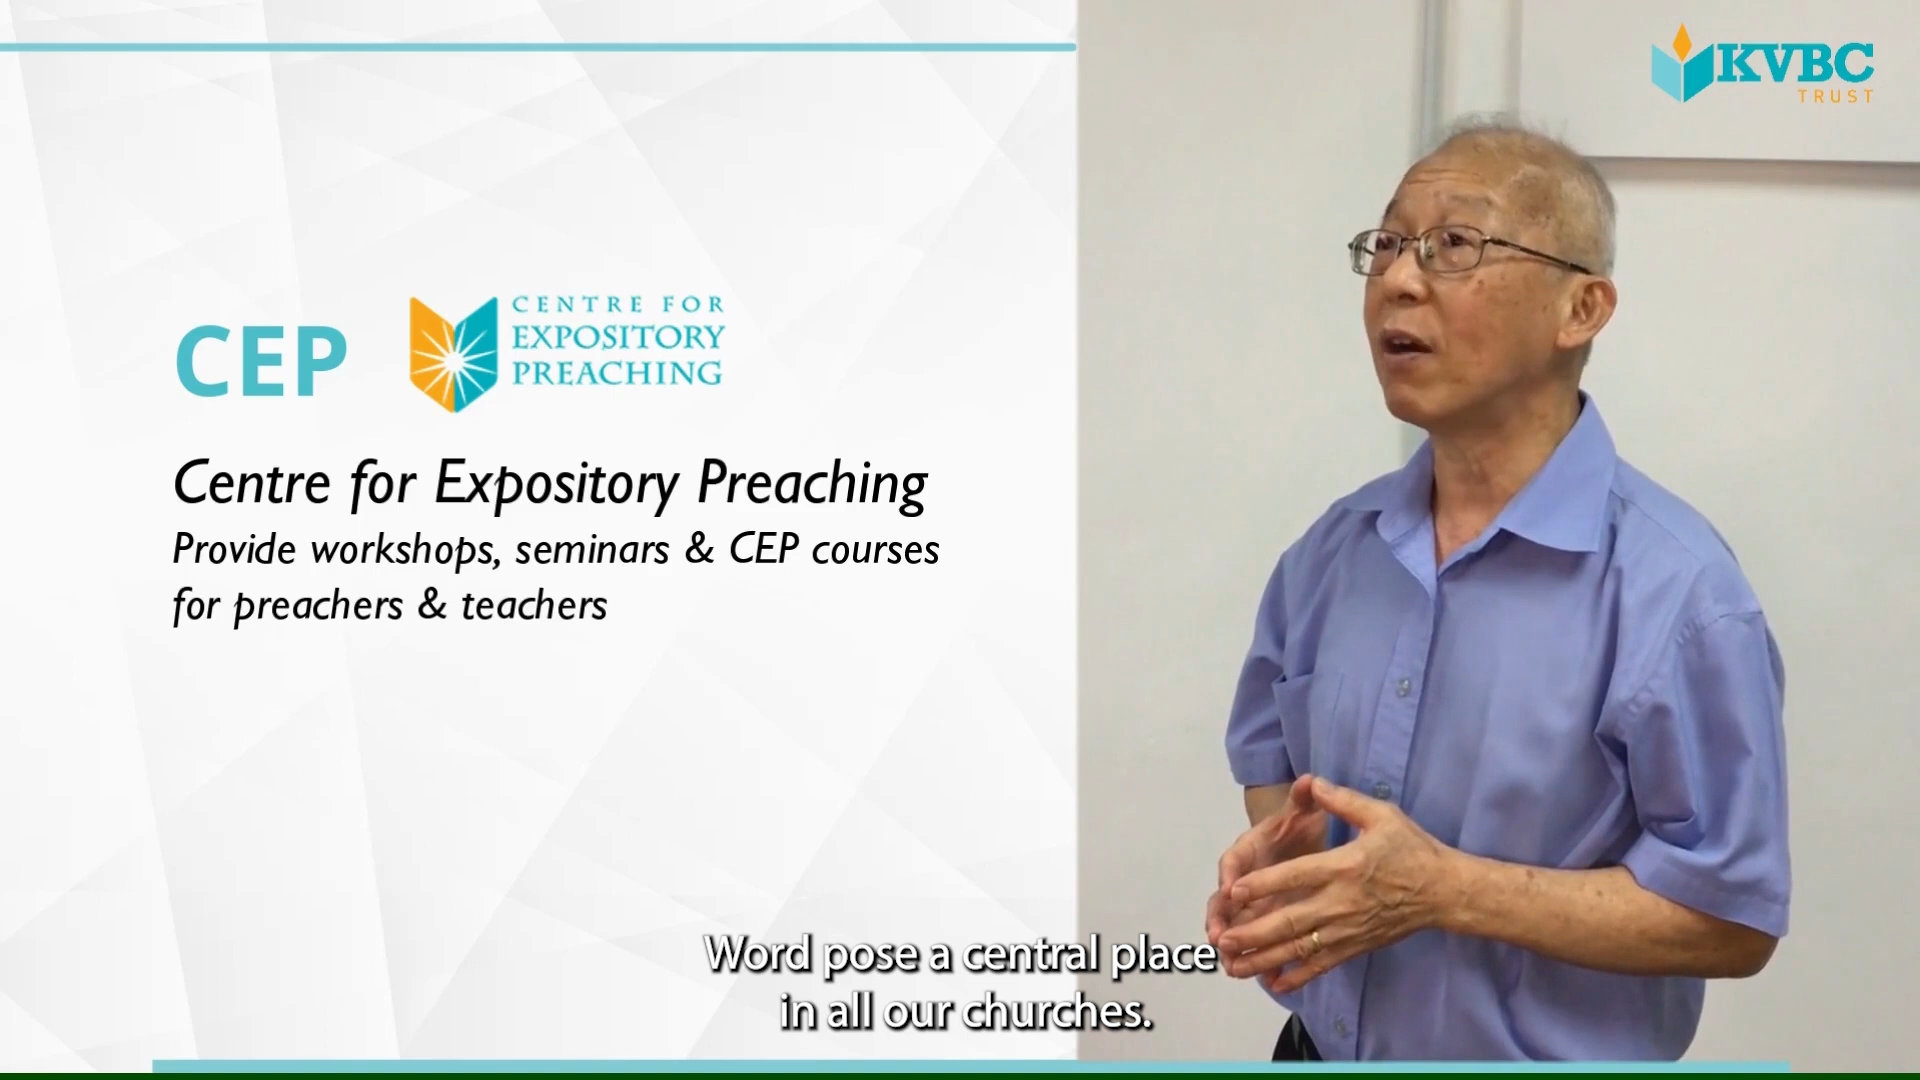 KVBC
TRUST
CEP
CENTRE FOR
EXPOSITORY
PREACHING
Centre for Expository Preaching
Provide workshops, seminars & CEP courses
for preachers & teachers
Word pose a central place
in all our churches.